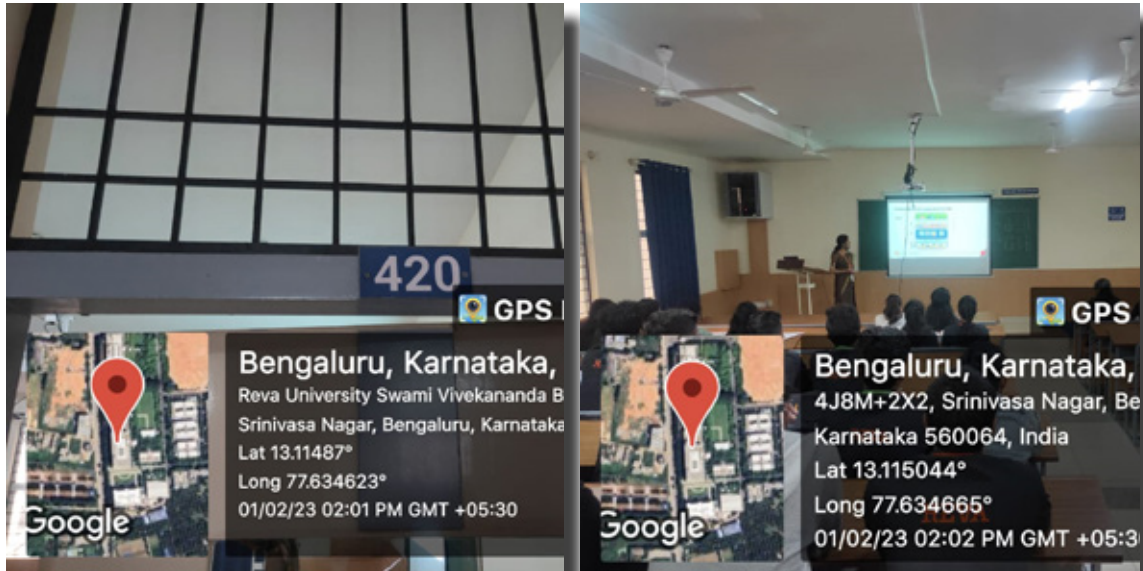 420
GPS
Bengaluru, Karnataka,
Reva University Swami Vivekananda B
Srinivasa Nagar, Bengaluru, Karnataka
Lat 13.11487°
Long 77.634623°
01/02/23 02:01 PM GMT +05:30
Google
GPS
Bengaluru, Karnataka,
4J8M+2X2, Srinivasa Nagar, Be
Karnataka 560064, India
Lat 13.115044°
Long 77.634665°
01/02/23 02:02 PM GMT +05:3
Google
REVA